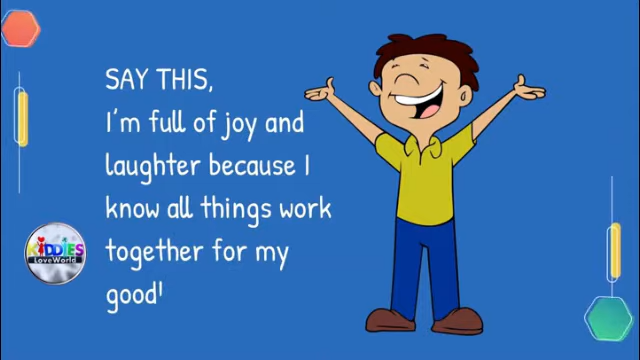 SAY THIS,
I'm full of joy and
laughter because I
know all things work
together for my
good!
KIDDIES
LoveWorld